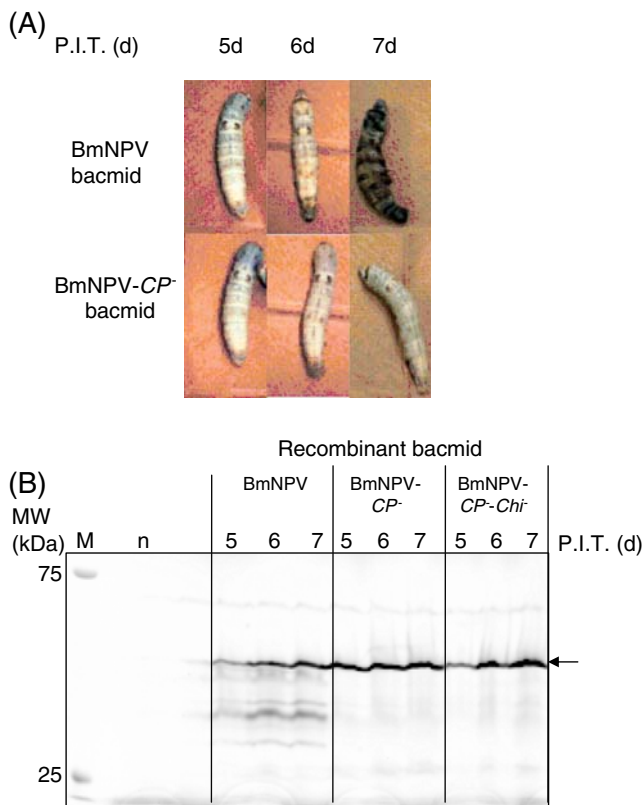 (A)
P.I.T. (d) 5d 6d 7d
BmNPV
bacmid
BmNPV-CP-
bacmid
Recombinant bacmid
(B)
BmNPV BmNPV-
CP- BmNPV-
CP--Chi-
MW
(kDa) M n 5 6 7 5 6 7 5 6 7 P.I.T. (d)
75
25